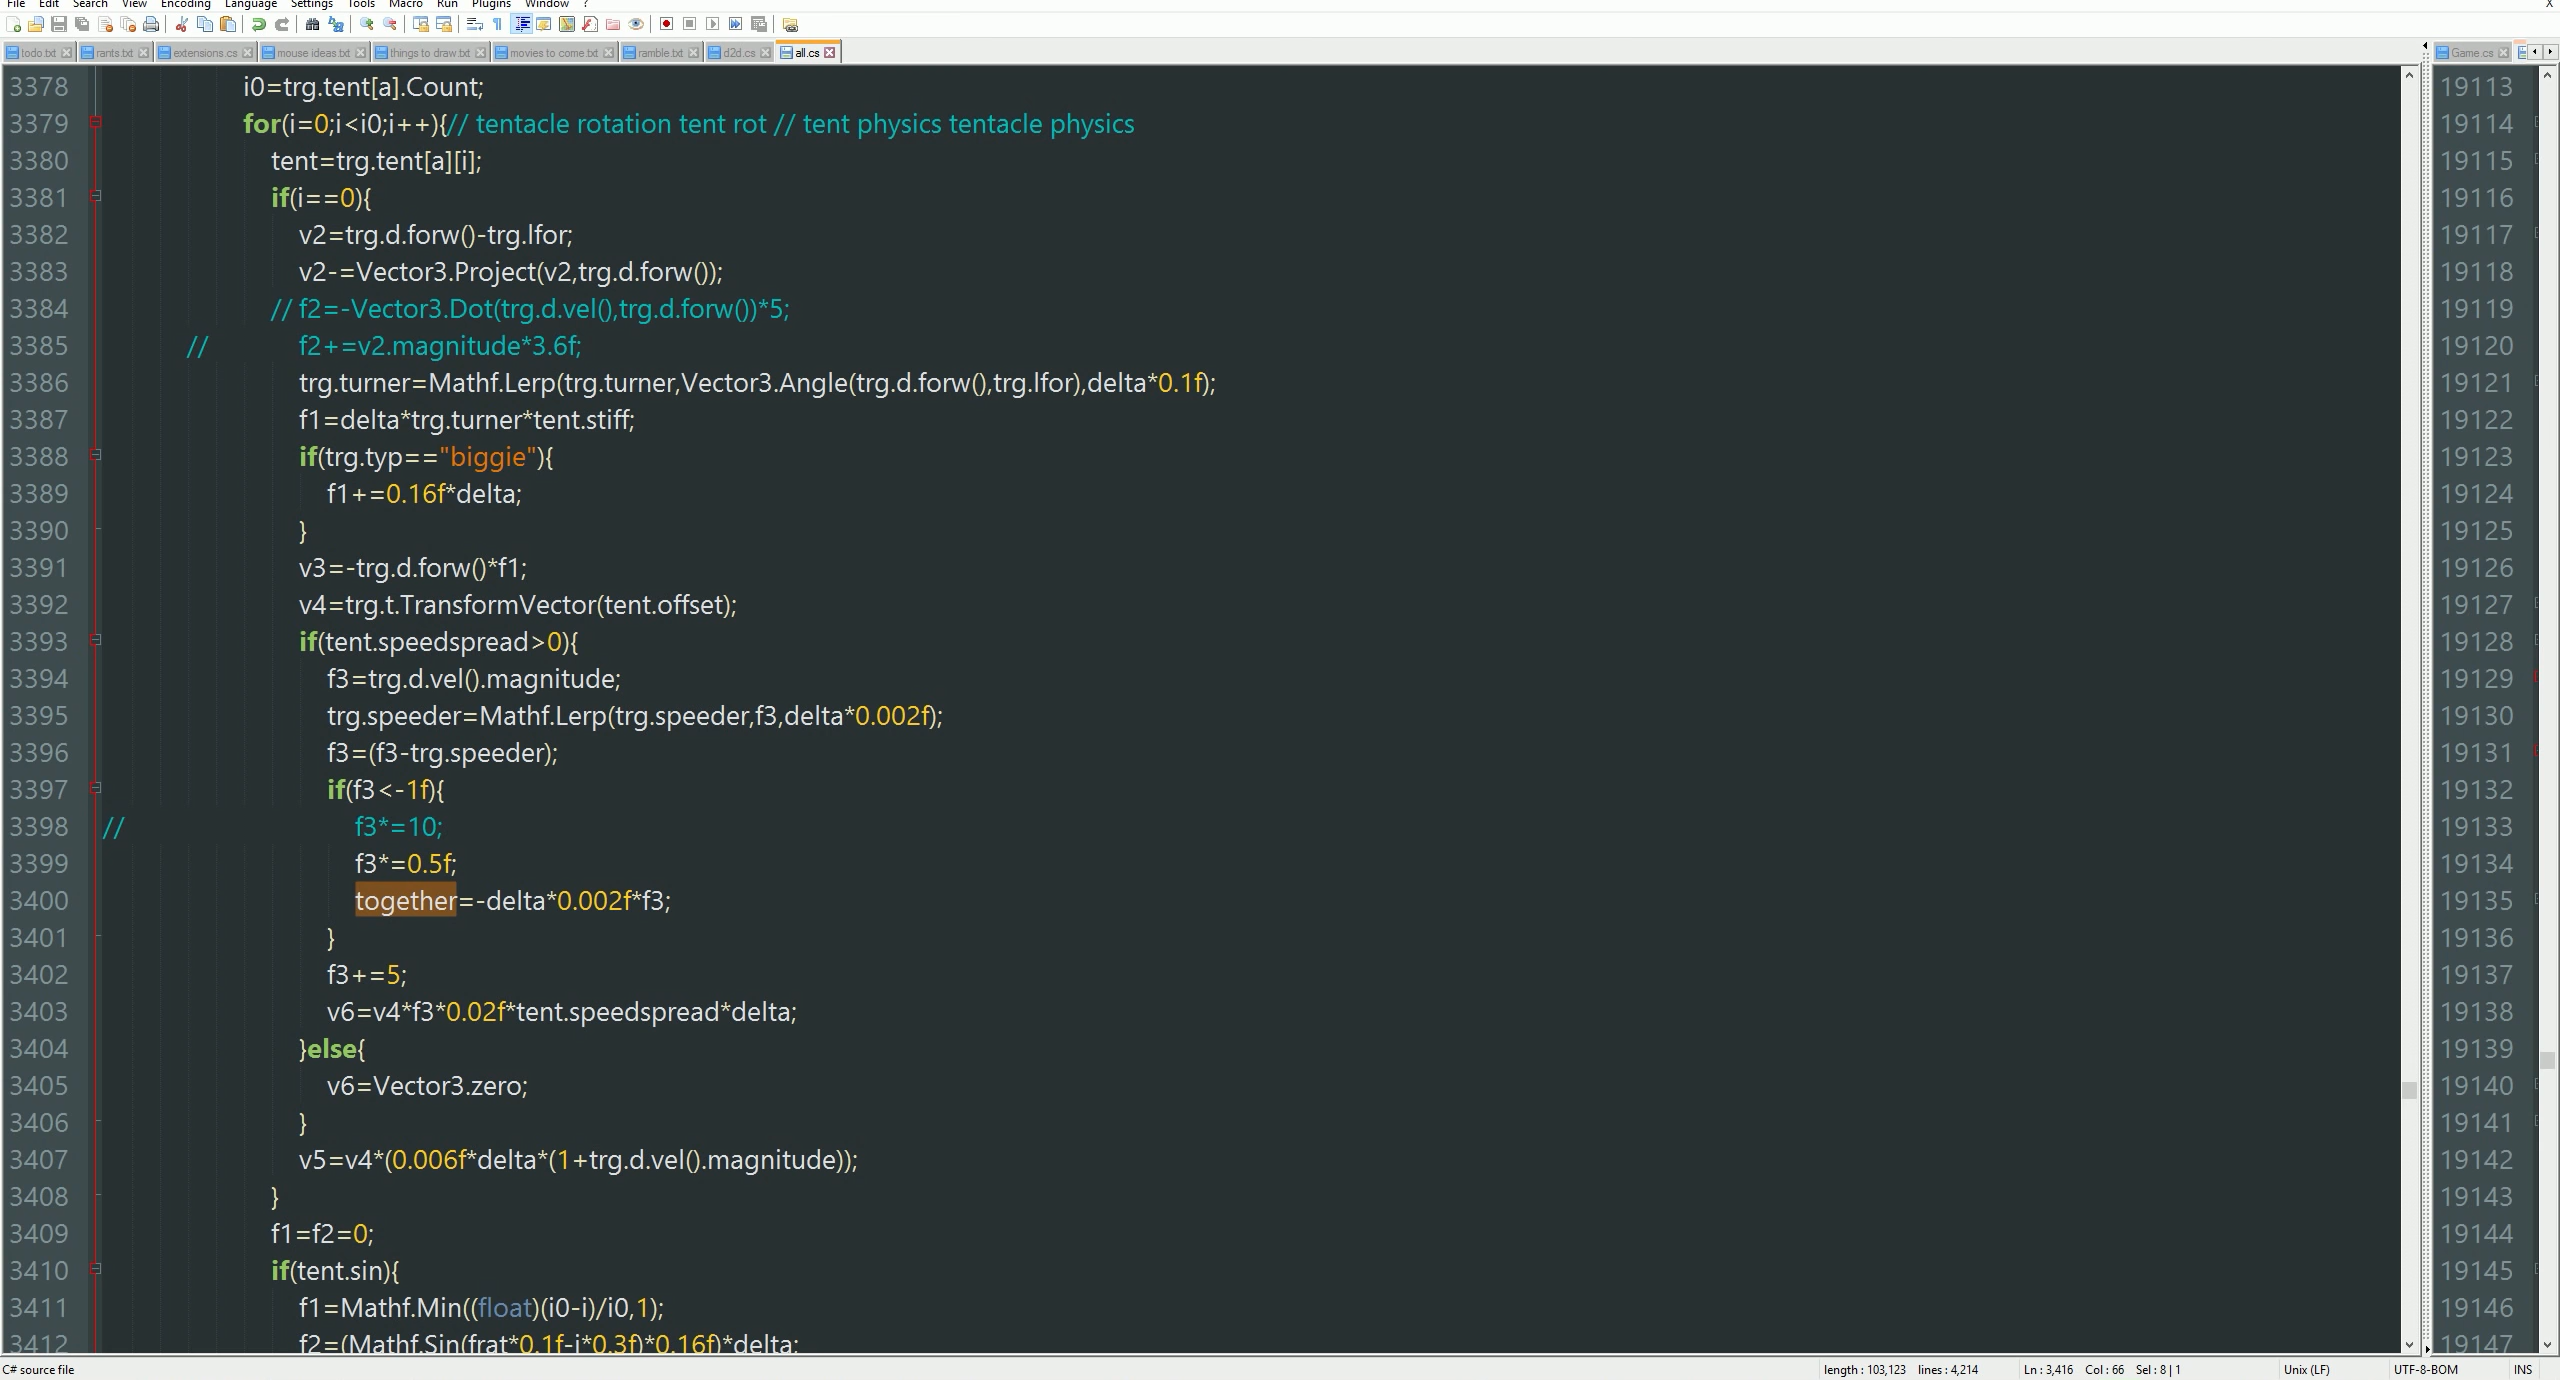 File Edit Search View Encoding Language Settings Tools Macro Run Plugins Window ? X
todo.txt rants.txt extensions.cs mouse ideas.txt things to draw.txt movies to come.txt ramble.txt d2d.cs all.cs Game.cs
3378 i0=trg.tent[a].Count; 19113
3379 for(i=0;i<i0;i++){// tentacle rotation tent rot // tent physics tentacle physics 19114
3380 tent=trg.tent[a][i]; 19115
3381 if(i==0){ 19116
3382 v2=trg.d.forw()-trg.lfor; 19117
3383 v2-=Vector3.Project(v2,trg.d.forw()); 19118
3384 // f2=-Vector3.Dot(trg.d.vel(),trg.d.forw())*5; 19119
3385 // f2+=v2.magnitude*3.6f; 19120
3386 trg.turner=Mathf.Lerp(trg.turner,Vector3.Angle(trg.d.forw(),trg.lfor),delta*0.1f); 19121
3387 f1=delta*trg.turner*tent.stiff; 19122
3388 if(trg.typ=="biggie"){ 19123
3389 f1+=0.16f*delta; 19124
3390 } 19125
3391 v3=-trg.d.forw()*f1; 19126
3392 v4=trg.t.TransformVector(tent.offset); 19127
3393 if(tent.speedspread>0){ 19128
3394 f3=trg.d.vel().magnitude; 19129
3395 trg.speeder=Mathf.Lerp(trg.speeder,f3,delta*0.002f); 19130
3396 f3=(f3-trg.speeder); 19131
3397 if(f3<-1f){ 19132
3398 // f3*=10; 19133
3399 f3*=0.5f; 19134
3400 together=-delta*0.002f*f3; 19135
3401 } 19136
3402 f3+=5; 19137
3403 v6=v4*f3*0.02f*tent.speedspread*delta; 19138
3404 }else{ 19139
3405 v6=Vector3.zero; 19140
3406 } 19141
3407 v5=v4*(0.006f*delta*(1+trg.d.vel().magnitude)); 19142
3408 } 19143
3409 f1=f2=0; 19144
3410 if(tent.sin){ 19145
3411 f1=Mathf.Min((float)(i0-i)/i0,1); 19146
3412 f2=(Mathf.Sin(frat*0.1f-i*0.3f)*0.16f)*delta; 19147
C# source file length : 103,123 lines : 4,214 Ln : 3,416 Col : 66 Sel : 8 | 1 Unix (LF) UTF-8-BOM INS